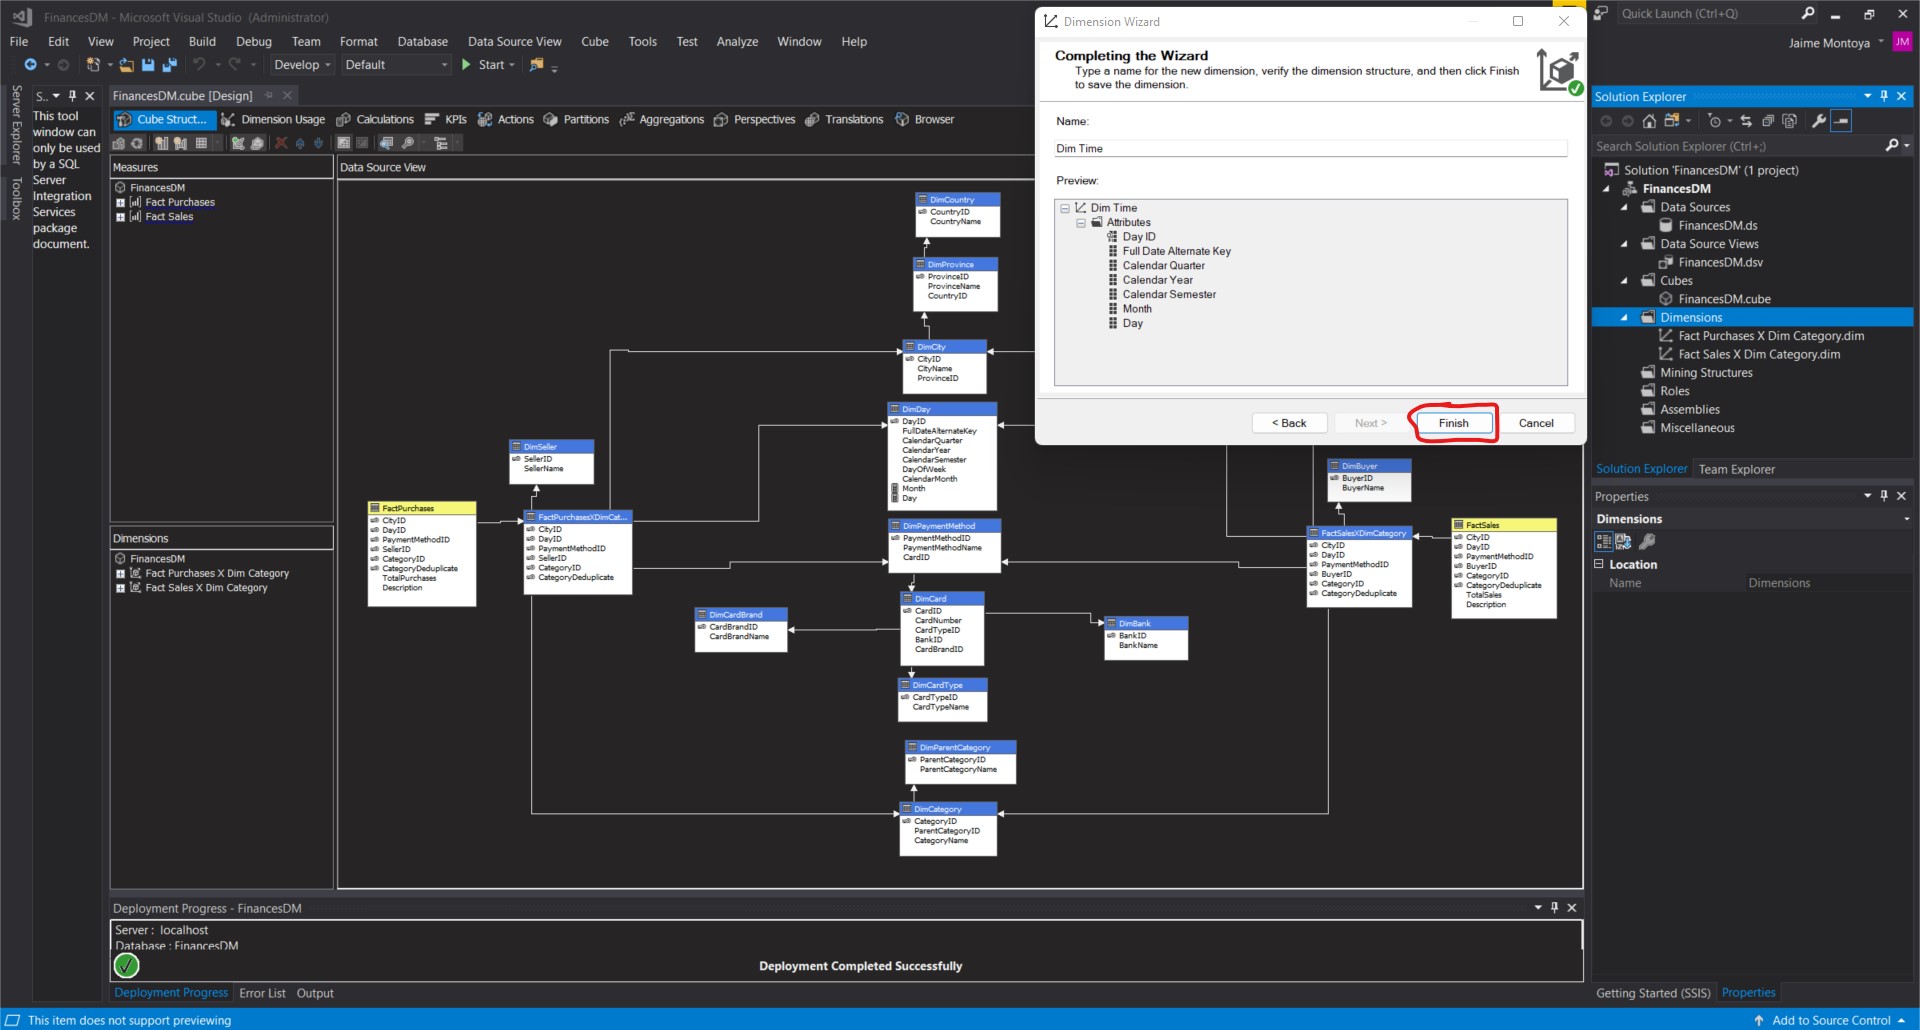 FinancesDM - Microsoft Visual Studio (Administrator)
Quick Launch (Ctrl+Q)
File Edit View Project Build Debug Team Format Database Data Source View Cube Tools Test Analyze Window Help
Jaime Montoya JM
Develop Default Start
Server Explorer
Toolbox
S..
This tool
window can
only be used
by a SQL
Server
Integration
Services
package
document.
FinancesDM.cube [Design]
Cube Struct... Dimension Usage Calculations KPIs Actions Partitions Aggregations Perspectives Translations Browser
Measures
FinancesDM
Fact Purchases
Fact Sales
Dimensions
FinancesDM
Fact Purchases X Dim Category
Fact Sales X Dim Category
Data Source View
DimCountry
CountryID
CountryName
DimProvince
ProvinceID
ProvinceName
CountryID
DimCity
CityID
CityName
ProvinceID
DimDay
DayID
FullDateAlternateKey
CalendarQuarter
CalendarYear
CalendarSemester
DayOfWeek
CalendarMonth
Month
Day
DimSeller
SellerID
SellerName
FactPurchases
CityID
DayID
PaymentMethodID
SellerID
CategoryID
CategoryDeduplicate
TotalPurchases
Description
FactPurchasesXDimCat...
CityID
DayID
PaymentMethodID
SellerID
CategoryID
CategoryDeduplicate
DimPaymentMethod
PaymentMethodID
PaymentMethodName
CardID
DimCard
CardID
CardNumber
CardTypeID
BankID
CardBrandID
DimCardBrand
CardBrandID
CardBrandName
DimBank
BankID
BankName
DimCardType
CardTypeID
CardTypeName
DimParentCategory
ParentCategoryID
ParentCategoryName
DimCategory
CategoryID
ParentCategoryID
CategoryName
DimBuyer
BuyerID
BuyerName
FactSalesXDimCategory
CityID
DayID
PaymentMethodID
BuyerID
CategoryID
CategoryDeduplicate
FactSales
CityID
DayID
PaymentMethodID
BuyerID
CategoryID
CategoryDeduplicate
TotalSales
Description
Dimension Wizard
Completing the Wizard
Type a name for the new dimension, verify the dimension structure, and then click Finish
to save the dimension.
Name:
Dim Time
Preview:
Dim Time
Attributes
Day ID
Full Date Alternate Key
Calendar Quarter
Calendar Year
Calendar Semester
Month
Day
< Back Next > Finish Cancel
Solution Explorer
Search Solution Explorer (Ctrl+;)
Solution 'FinancesDM' (1 project)
FinancesDM
Data Sources
FinancesDM.ds
Data Source Views
FinancesDM.dsv
Cubes
FinancesDM.cube
Dimensions
Fact Purchases X Dim Category.dim
Fact Sales X Dim Category.dim
Mining Structures
Roles
Assemblies
Miscellaneous
Solution Explorer Team Explorer
Properties
Dimensions
Location
Name Dimensions
Getting Started (SSIS) Properties
Deployment Progress - FinancesDM
Server : localhost
Database : FinancesDM
Deployment Completed Successfully
Deployment Progress Error List Output
This item does not support previewing
Add to Source Control